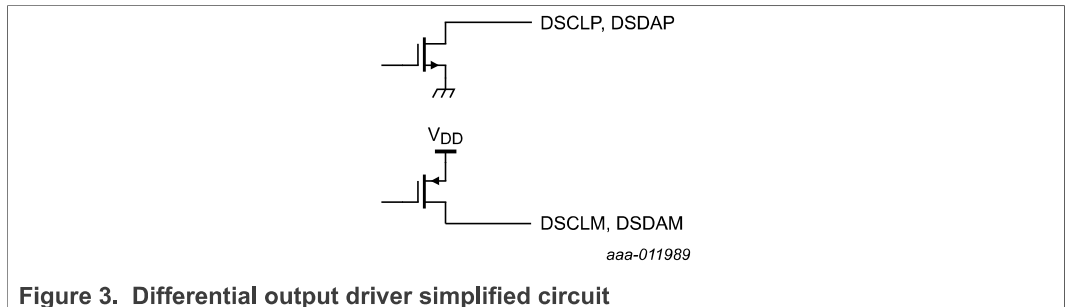 DSCLP, DSDAP
VDD
DSCLM, DSDAM
aaa-011989
Figure 3. Differential output driver simplified circuit